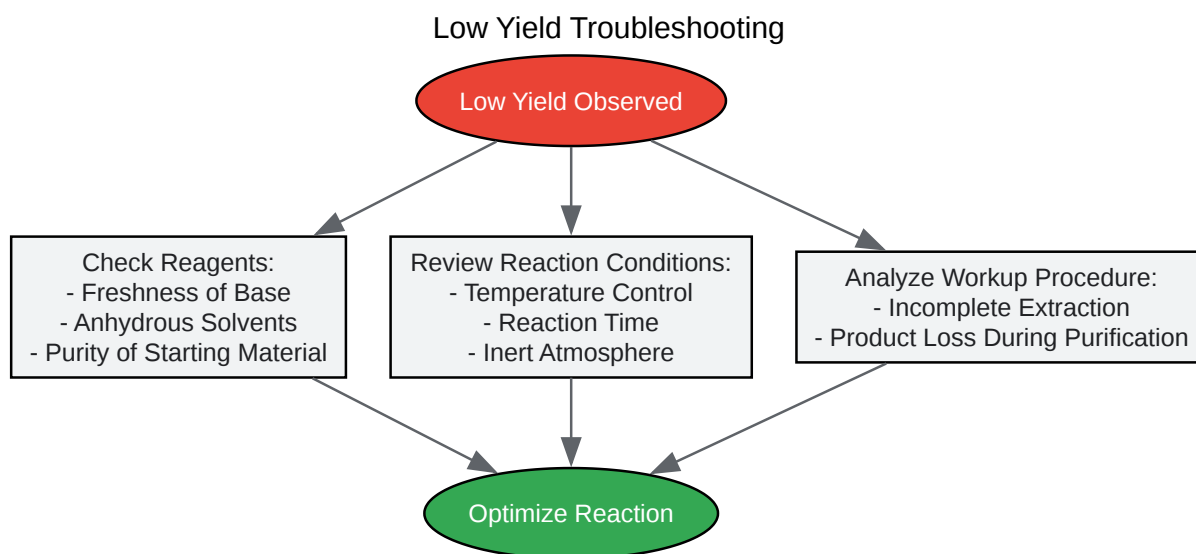 Low Yield Troubleshooting
Low Yield Observed
Check Reagents:
- Freshness of Base
- Anhydrous Solvents
- Purity of Starting Material
Review Reaction Conditions:
- Temperature Control
- Reaction Time
- Inert Atmosphere
Analyze Workup Procedure:
- Incomplete Extraction
- Product Loss During Purification
Optimize Reaction